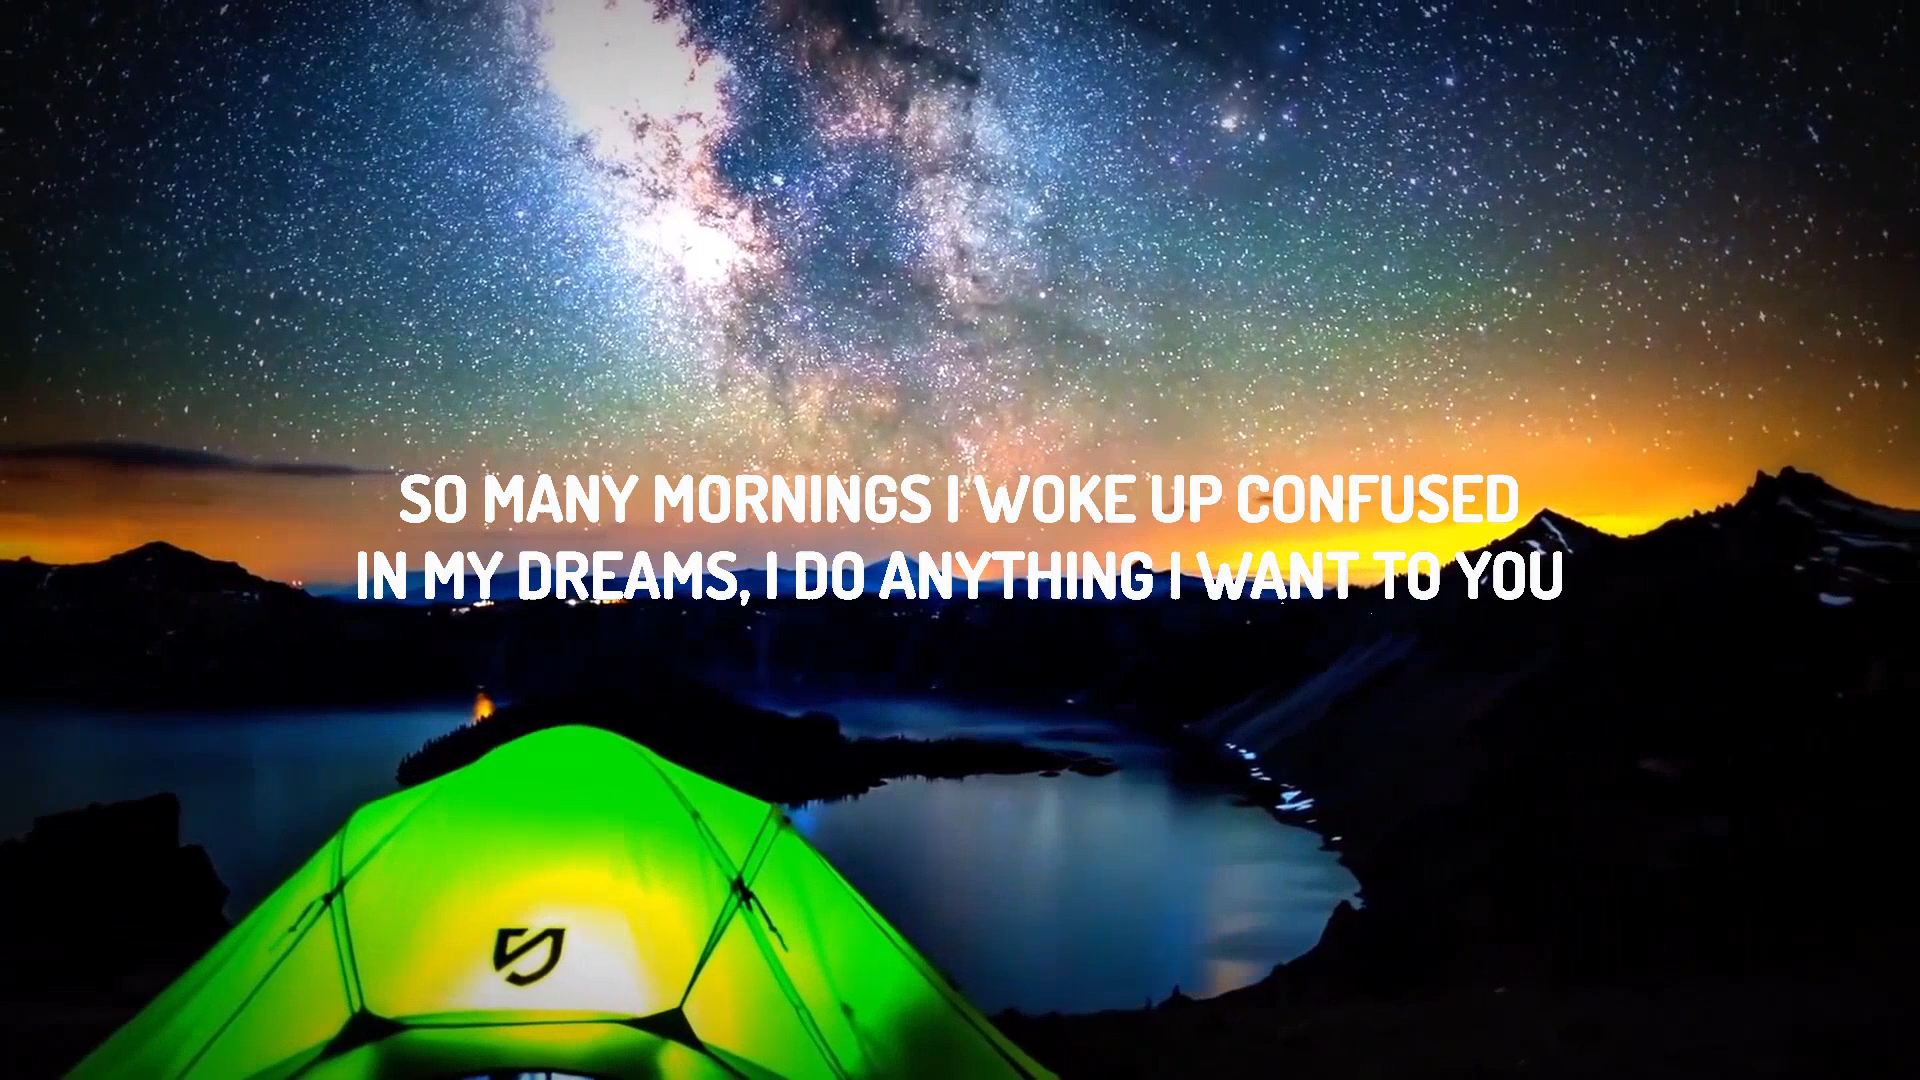 SO MANY MORNINGS I WOKE UP CONFUSED
IN MY DREAMS, I DO ANYTHING I WANT TO YOU